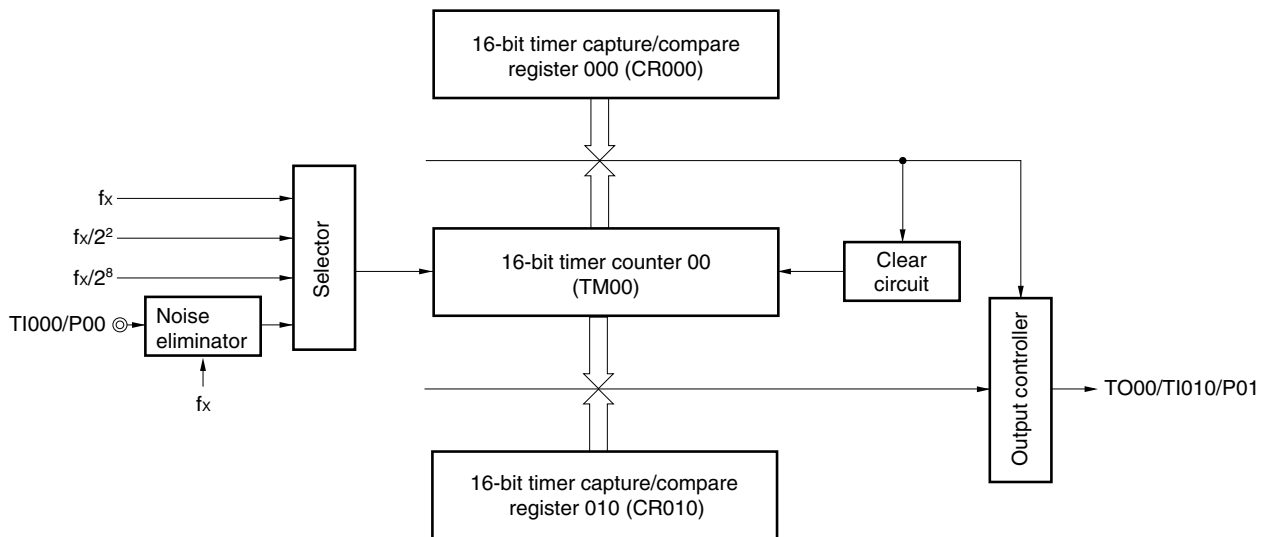 16-bit timer capture/compare
register 000 (CR000)
fx
fx/2²
fx/2⁸
TI000/P00
Noise
eliminator
fx
Selector
16-bit timer counter 00
(TM00)
Clear
circuit
Output controller
TO00/TI010/P01
16-bit timer capture/compare
register 010 (CR010)